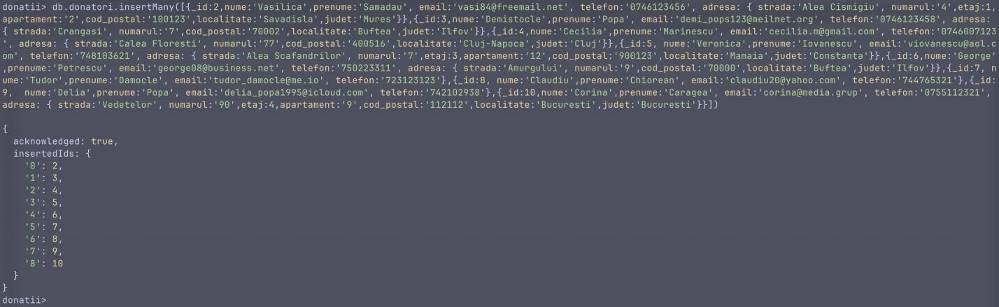 donatii> db.donatori.insertMany([{_id:2,nume:'Vasilica',prenume:'Samadau', email:'vasi84@freemail.net', telefon:'0746123456', adresa: { strada:'Alea Cismigiu', numarul:'4',etaj:1,
apartament:'2',cod_postal:'100123',localitate:'Savadisla',judet:'Mures'}},{_id:3,nume:'Demistocle',prenume:'Popa', email:'demi_pops123@meilnet.org', telefon:'0746123458', adresa:
{ strada:'Crangasi', numarul:'7',cod_postal:'70002',localitate:'Buftea',judet:'Ilfov'}},{_id:4,nume:'Cecilia',prenume:'Marinescu', email:'cecilia.m@gmail.com', telefon:'0746007123
', adresa: { strada:'Calea Floresti', numarul:'77',cod_postal:'400516',localitate:'Cluj-Napoca',judet:'Cluj'}},{_id:5, nume:'Veronica',prenume:'Iovanescu', email:'viovanescu@aol.c
om', telefon:'748103621', adresa: { strada:'Alea Scafandrilor', numarul:'7',etaj:3,apartament:'12',cod_postal:'900123',localitate:'Mamaia',judet:'Constanta'}},{_id:6,nume:'George'
,prenume:'Petrescu', email:'george08@business.net', telefon:'750223311', adresa: { strada:'Amurgului', numarul:'9',cod_postal:'70000',localitate:'Buftea',judet:'Ilfov'}},{_id:7, n
ume:'Tudor',prenume:'Damocle', email:'tudor_damocle@me.io', telefon:'723123123'},{_id:8, nume:'Claudiu',prenume:'Chiorean', email:'claudiu20@yahoo.com', telefon:'744765321'},{_id:
9,  nume:'Delia',prenume:'Popa', email:'delia_popa1995@icloud.com', telefon:'742102938'},{_id:10,nume:'Corina',prenume:'Caragea', email:'corina@media.grup', telefon:'0755112321',
adresa: { strada:'Vedetelor', numarul:'90',etaj:4,apartament:'9',cod_postal:'112112',localitate:'Bucuresti',judet:'Bucuresti'}}])
{
  acknowledged: true,
  insertedIds: {
    '0': 2,
    '1': 3,
    '2': 4,
    '3': 5,
    '4': 6,
    '5': 7,
    '6': 8,
    '7': 9,
    '8': 10
  }
}
donatii>